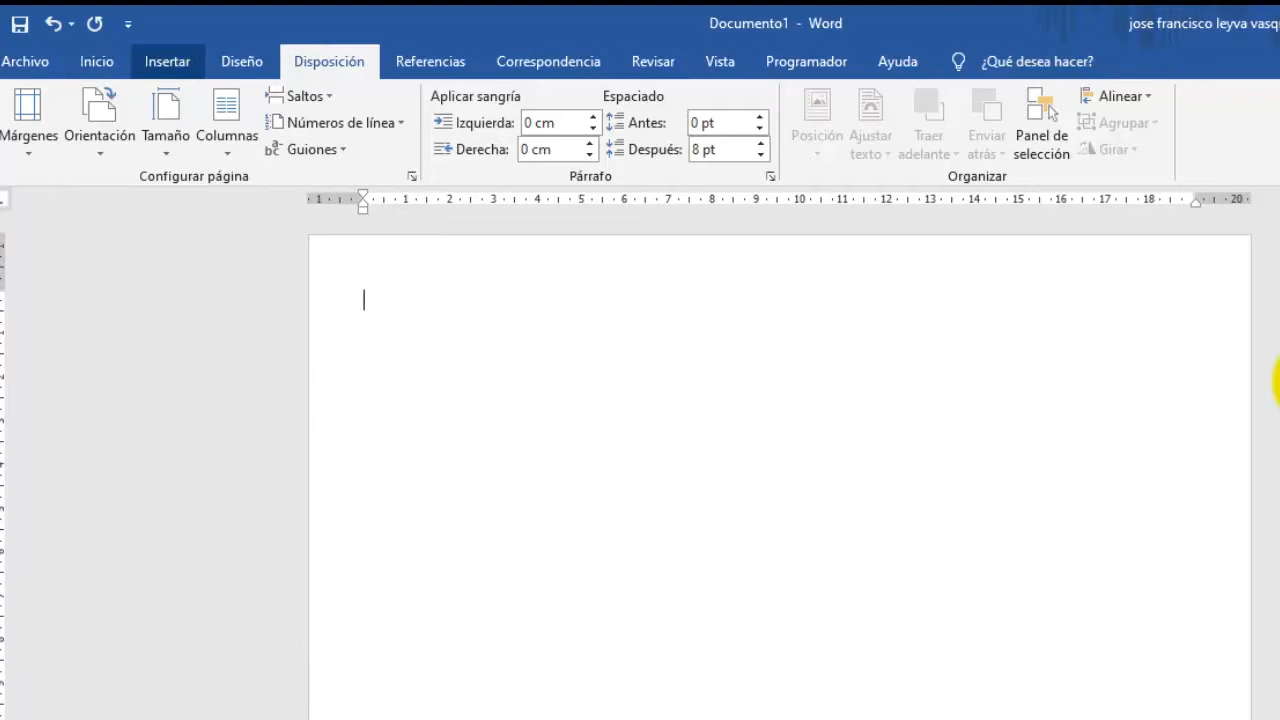 Documento1 - Word
jose francisco leyva vasq
Archivo Inicio Insertar Diseño Disposición Referencias Correspondencia Revisar Vista Programador Ayuda ¿Qué desea hacer?
Márgenes Orientación Tamaño Columnas
Saltos
Números de línea
Guiones
Configurar página
Aplicar sangría Espaciado
Izquierda: 0 cm Antes: 0 pt
Derecha: 0 cm Después: 8 pt
Párrafo
Posición Ajustar texto Traer adelante Enviar atrás Panel de selección
Alinear
Agrupar
Girar
Organizar
1 1 2 3 4 5 6 7 8 9 10 11 12 13 14 15 16 17 18 20